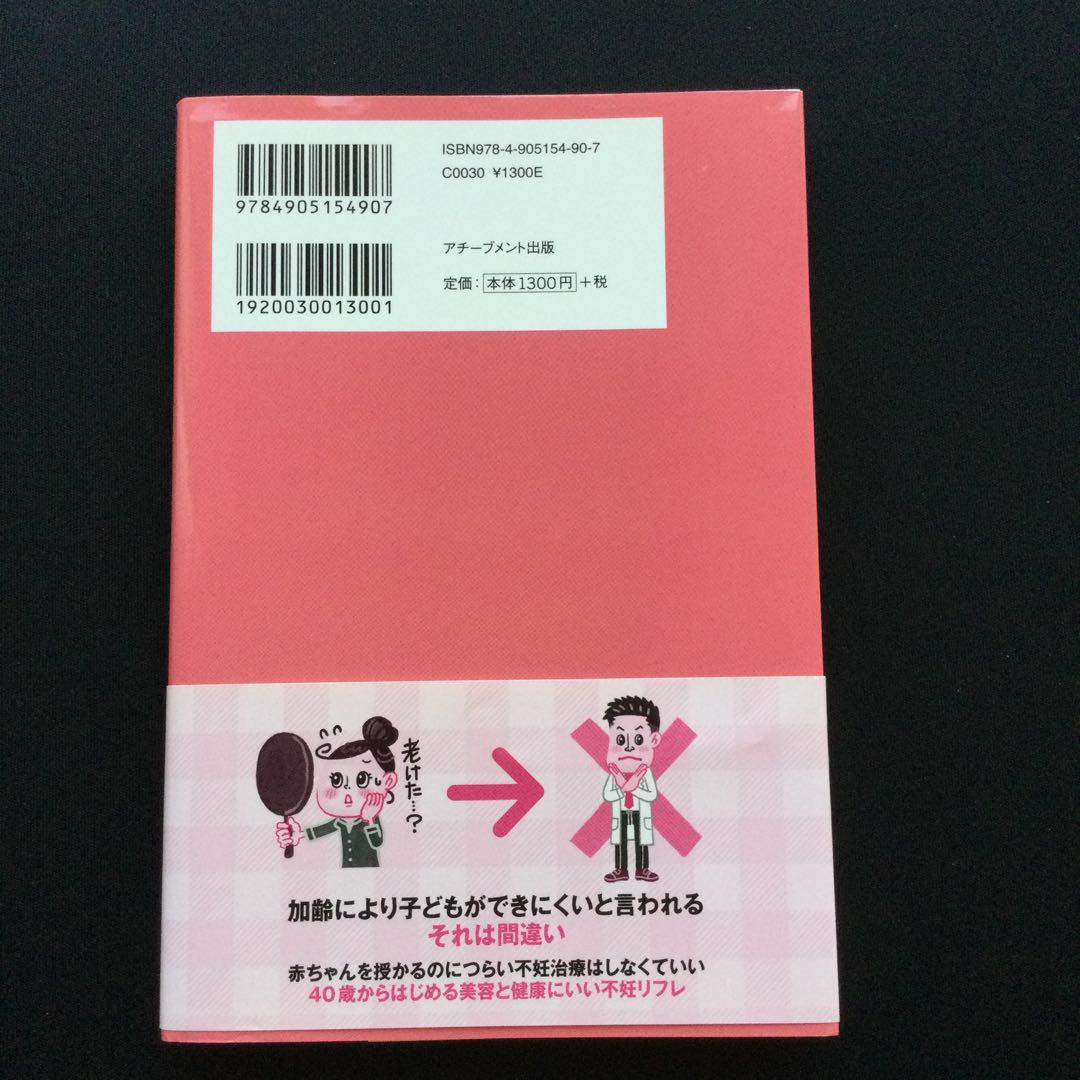 ISBN978-4-905154-90-7
C0030 ¥1300E
9784905154907
アチーブメント出版
定価：本体1300円+税
1920030013001
老けた…？
加齢により子どもができにくいと言われる
それは間違い
赤ちゃんを授かるのにつらい不妊治療はしなくていい
40歳からはじめる美容と健康にいい不妊リフレ